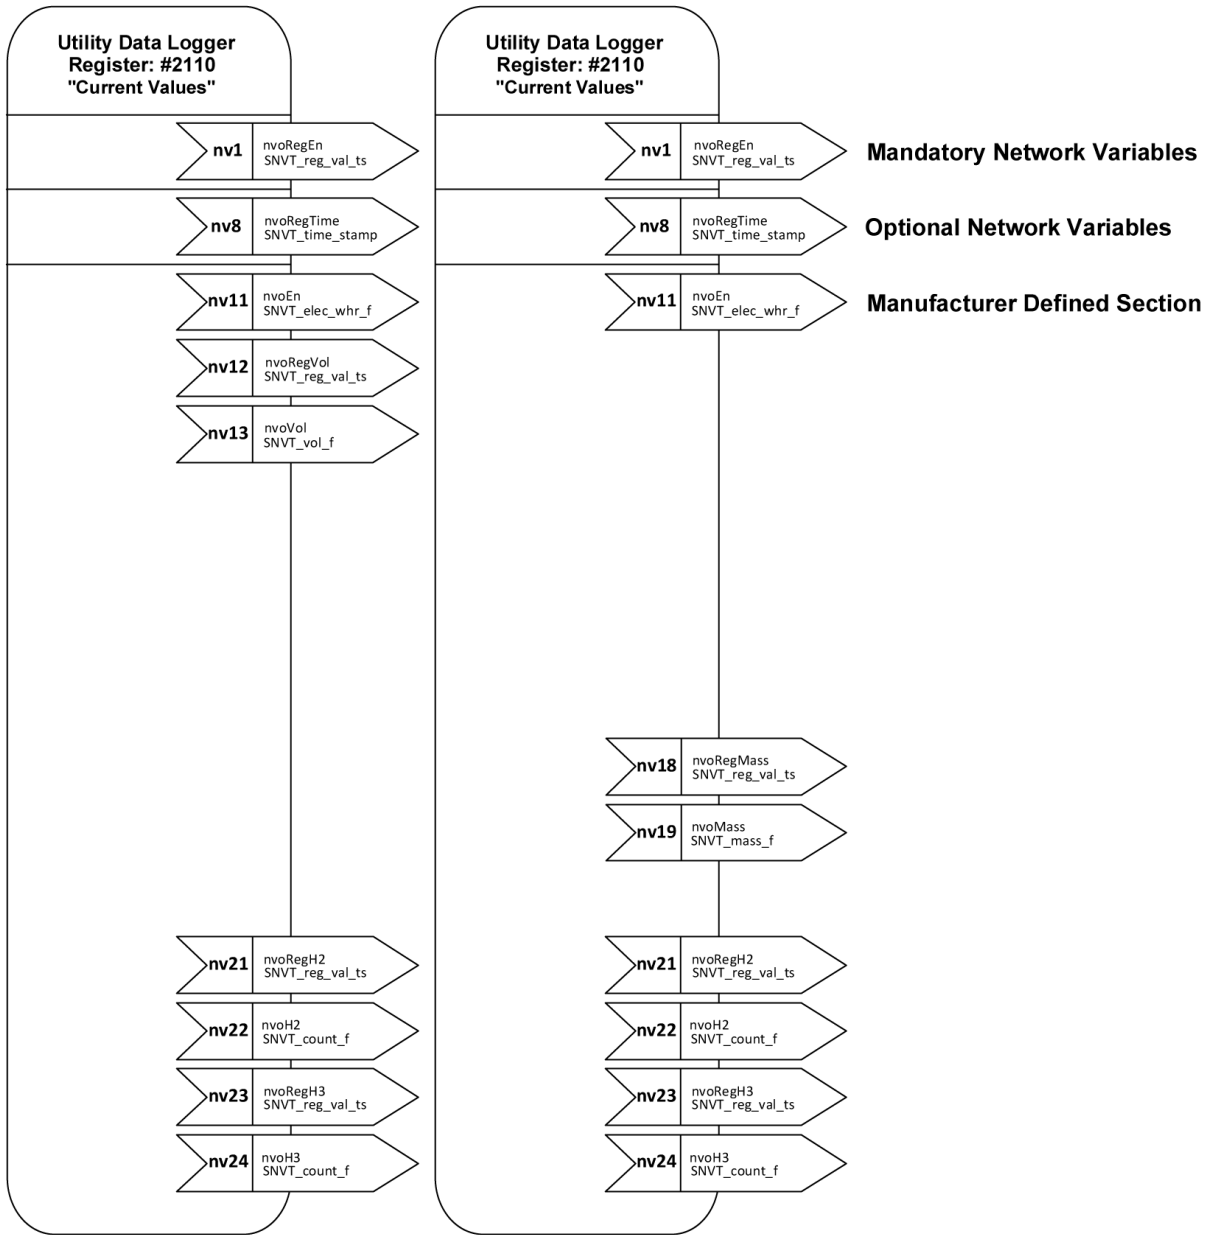 Utility Data Logger
Register: #2110
"Current Values"
nv1
nvoRegEn
SNVT_reg_val_ts
nv8
nvoRegTime
SNVT_time_stamp
nv11
nvoEn
SNVT_elec_whr_f
nv12
nvoRegVol
SNVT_reg_val_ts
nv13
nvoVol
SNVT_vol_f
nv21
nvoRegH2
SNVT_reg_val_ts
nv22
nvoH2
SNVT_count_f
nv23
nvoRegH3
SNVT_reg_val_ts
nv24
nvoH3
SNVT_count_f
Utility Data Logger
Register: #2110
"Current Values"
nv1
nvoRegEn
SNVT_reg_val_ts
Mandatory Network Variables
nv8
nvoRegTime
SNVT_time_stamp
Optional Network Variables
nv11
nvoEn
SNVT_elec_whr_f
Manufacturer Defined Section
nv18
nvoRegMass
SNVT_reg_val_ts
nv19
nvoMass
SNVT_mass_f
nv21
nvoRegH2
SNVT_reg_val_ts
nv22
nvoH2
SNVT_count_f
nv23
nvoRegH3
SNVT_reg_val_ts
nv24
nvoH3
SNVT_count_f